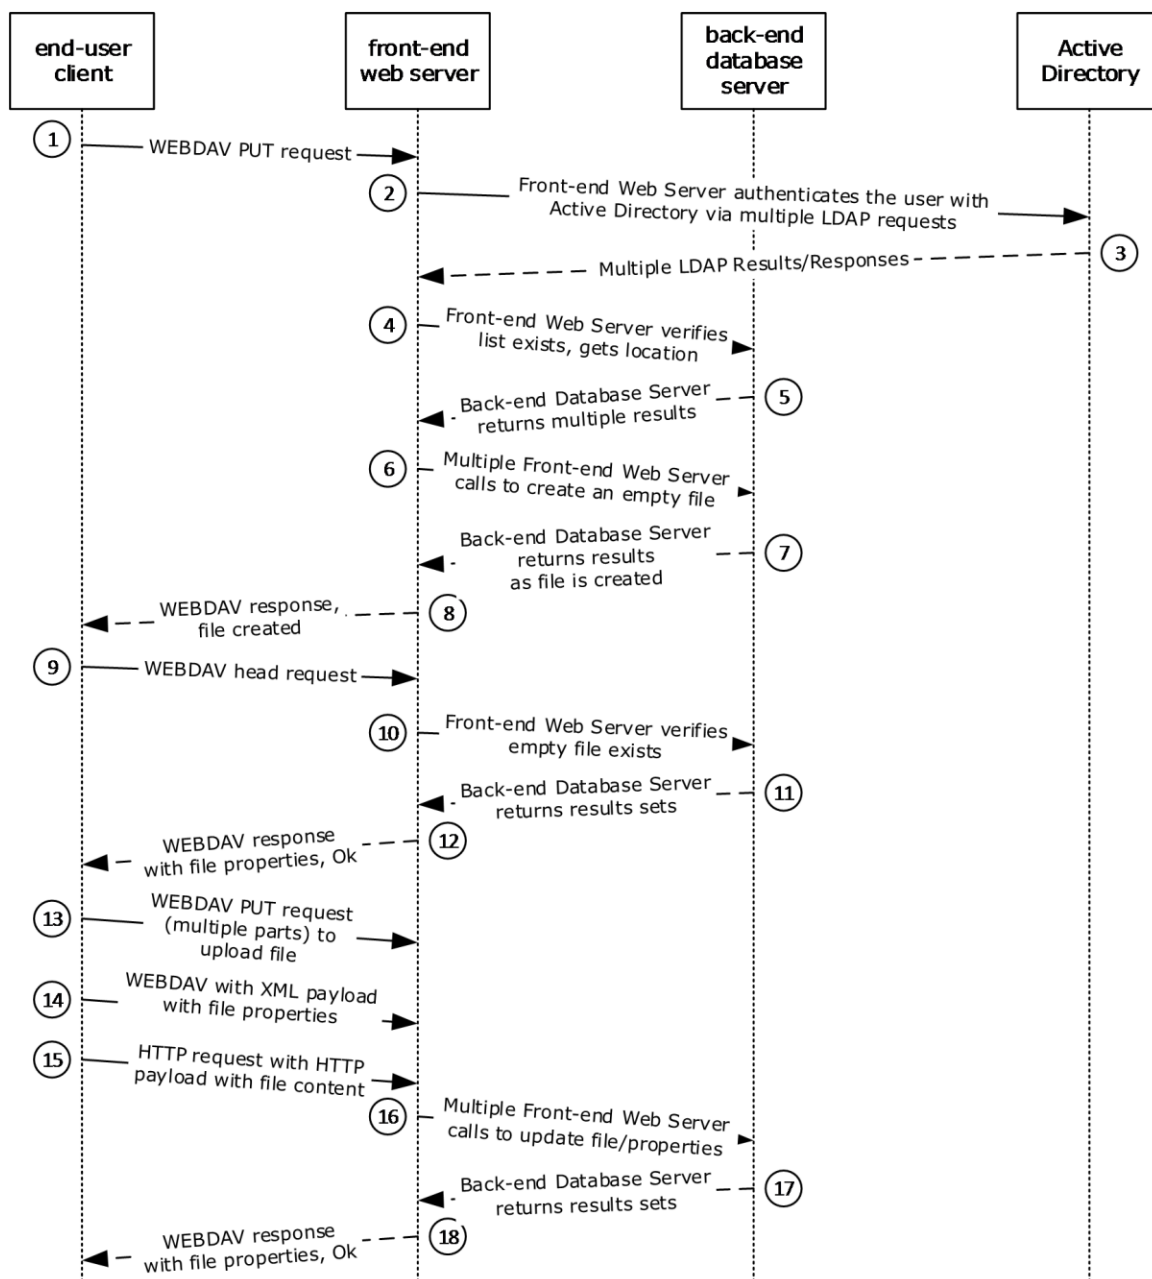 end-user
client
front-end
web server
back-end
database
server
Active
Directory
1
WEBDAV PUT request
2
Front-end Web Server authenticates the user with
Active Directory via multiple LDAP requests
3
Multiple LDAP Results/Responses
4
Front-end Web Server verifies
list exists, gets location
5
Back-end Database Server
returns multiple results
6
Multiple Front-end Web Server
calls to create an empty file
7
Back-end Database Server
returns results
as file is created
8
WEBDAV response,
file created
9
WEBDAV head request
10
Front-end Web Server verifies
empty file exists
11
Back-end Database Server
returns results sets
12
WEBDAV response
with file properties, Ok
13
WEBDAV PUT request
(multiple parts) to
upload file
14
WEBDAV with XML payload
with file properties
15
HTTP request with HTTP
payload with file content
16
Multiple Front-end Web Server
calls to update file/properties
17
Back-end Database Server
returns results sets
18
WEBDAV response
with file properties, Ok